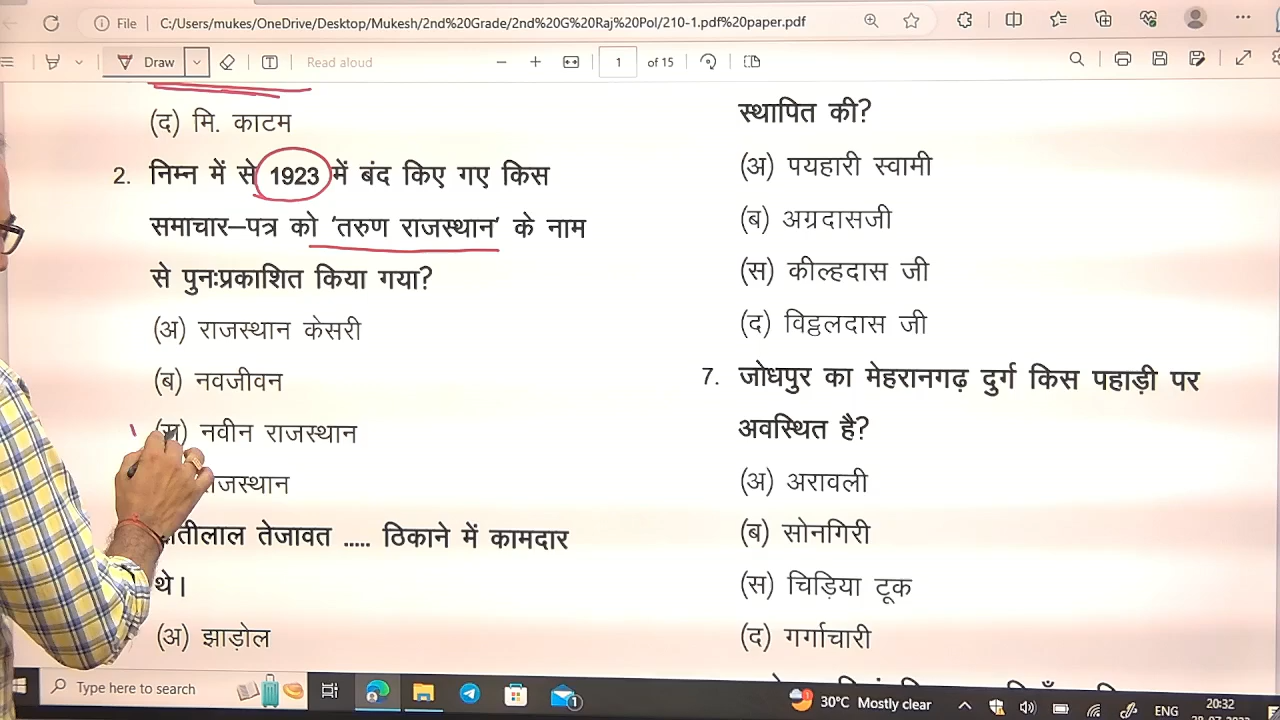 File
C:/Users/mukes/OneDrive/Desktop/Mukesh/2nd%20Grade/2nd%20G%20Raj%20Pol/210-1.pdf%20paper.pdf
Draw
Read aloud
1
of 15
(द) मि. काटम
2. निम्न में से 1923 में बंद किए गए किस
समाचार–पत्र को 'तरुण राजस्थान' के नाम
से पुनःप्रकाशित किया गया?
(अ) राजस्थान केसरी
(ब) नवजीवन
(स) नवीन राजस्थान
तेजावत ..... ठिकाने में कामदार
थे।
(अ) झाड़ोल
स्थापित की?
(अ) पयहारी स्वामी
(ब) अग्रदासजी
(स) कील्हदास जी
(द) विट्ठलदास जी
7. जोधपुर का मेहरानगढ़ दुर्ग किस पहाड़ी पर
अवस्थित है?
(अ) अरावली
(ब) सोनगिरी
(स) चिड़िया टूक
(द) गर्गाचारी
Type here to search
1
1
30°C Mostly clear
ENG
20:32